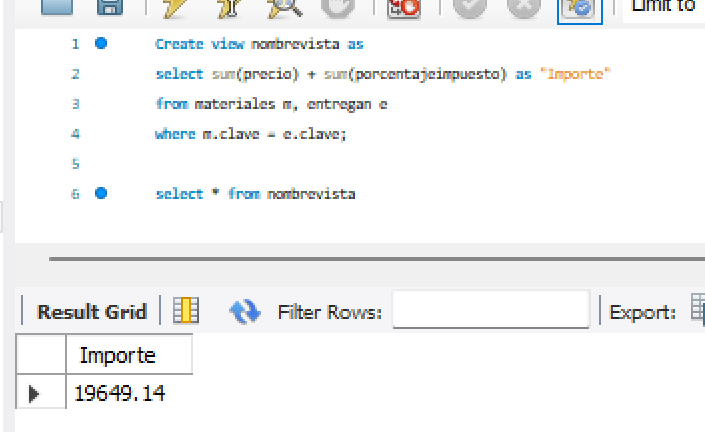 Limit to
1 Create view nombrevista as
2 select sum(precio) + sum(porcentajeimpuesto) as "Importe"
3 from materiales m, entregan e
4 where m.clave = e.clave;
5
6 select * from nombrevista
Result Grid Filter Rows: Export:
Importe
19649.14